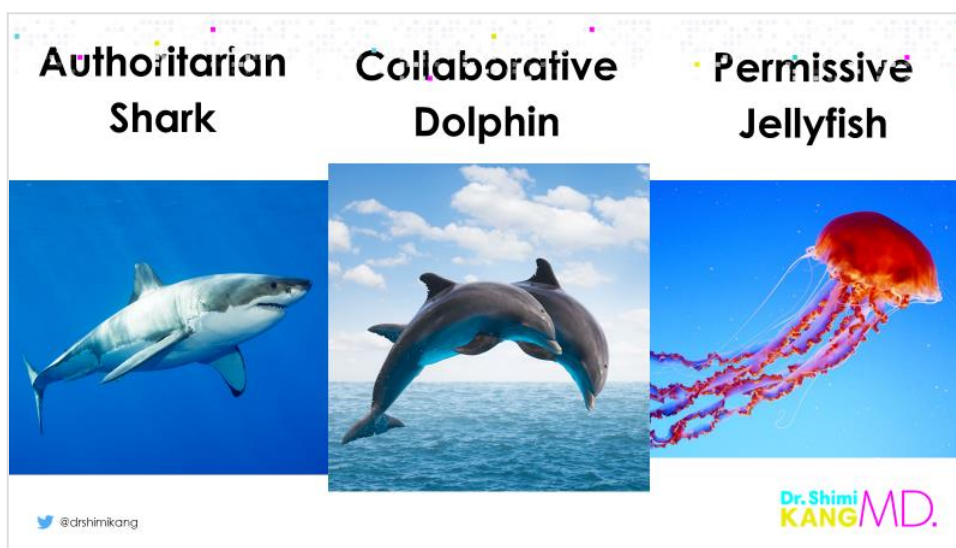 Authoritarian
Shark
Collaborative
Dolphin
Permissive
Jellyfish
@drshimikang
Dr. Shimi
KANG MD.